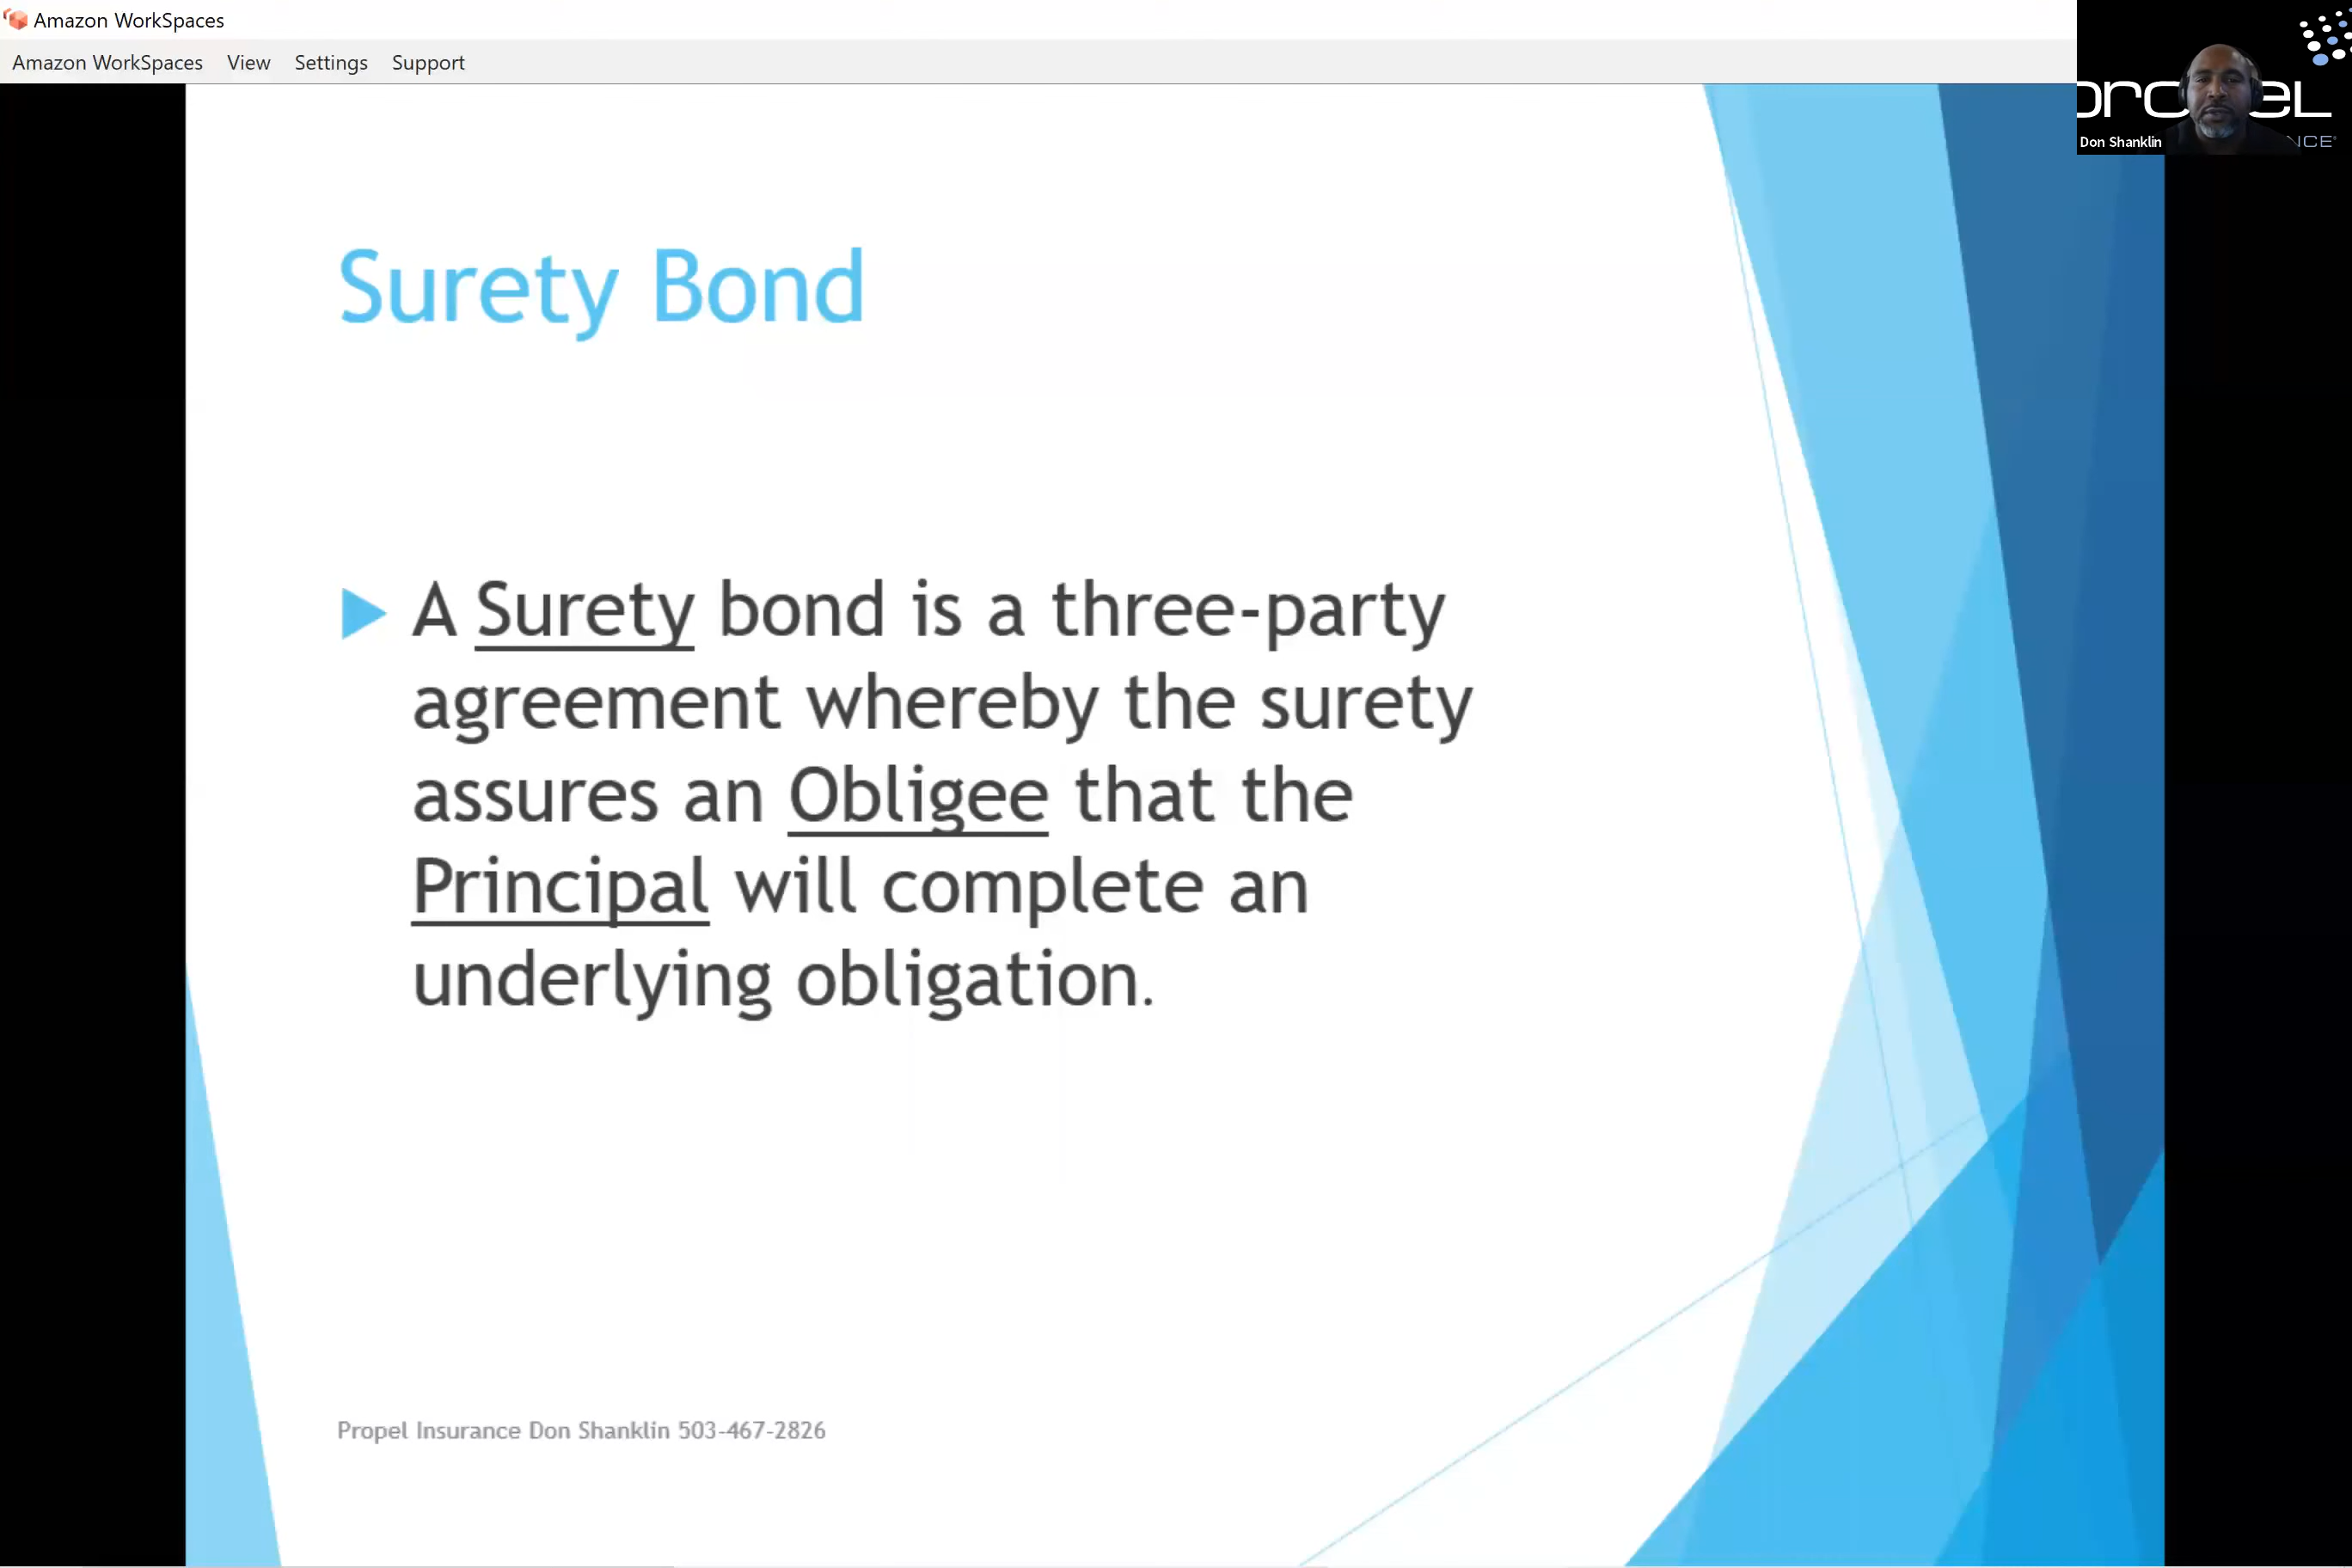 Amazon WorkSpaces
Amazon WorkSpaces View Settings Support
Don Shanklin
Surety Bond
A Surety bond is a three-party
agreement whereby the surety
assures an Obligee that the
Principal will complete an
underlying obligation.
Propel Insurance Don Shanklin 503-467-2826